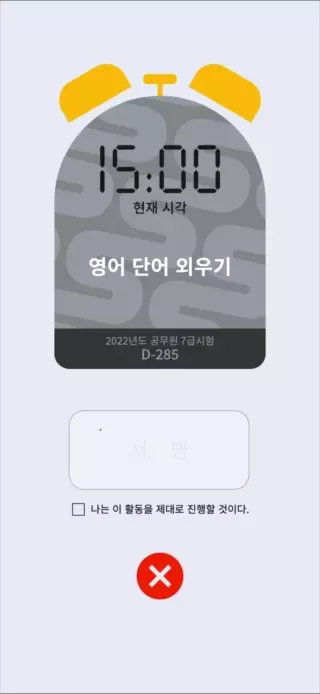 15:00
현재 시각
영어 단어 외우기
2022년도 공무원 7급시험
D-285
서 명
나는 이 활동을 제대로 진행할 것이다.